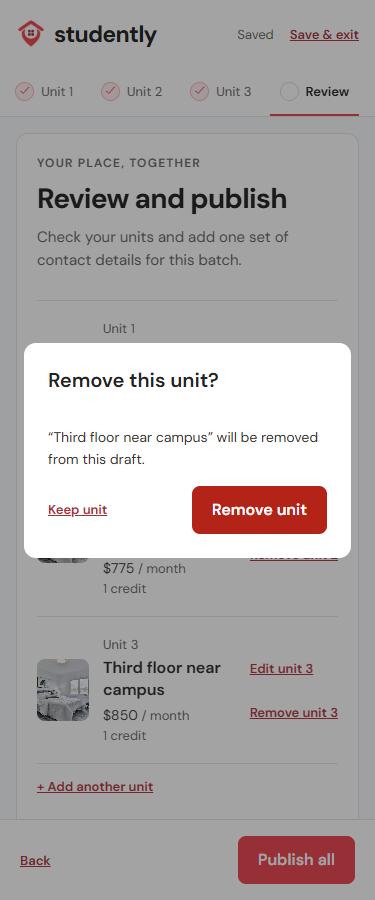 studently
Saved
Save & exit
Unit 1
Unit 2
Unit 3
Review
YOUR PLACE, TOGETHER
Review and publish
Check your units and add one set of
contact details for this batch.
Unit 1
Remove this unit?
“Third floor near campus” will be removed
from this draft.
Keep unit
Remove unit
$775 / month
1 credit
Unit 3
Third floor near
campus
$850 / month
1 credit
Edit unit 3
Remove unit 3
+ Add another unit
Back
Publish all